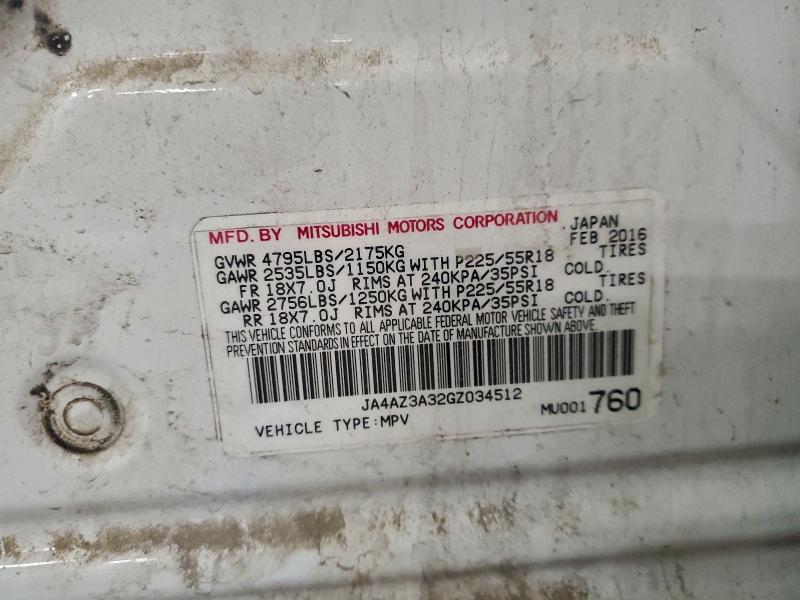 MFD. BY MITSUBISHI MOTORS CORPORATION JAPAN
GVWR 4795LBS/2175KG FEB 2016
GAWR 2535LBS/1150KG WITH P225/55R18 TIRES
FR 18X7.0J RIMS AT 240KPA/35PSI COLD.
GAWR 2756LBS/1250KG WITH P225/55R18 TIRES
RR 18X7.0J RIMS AT 240KPA/35PSI COLD.
THIS VEHICLE CONFORMS TO ALL APPLICABLE FEDERAL MOTOR VEHICLE SAFETY AND THEFT
PREVENTION STANDARDS IN EFFECT ON THE DATE OF MANUFACTURE SHOWN ABOVE.
JA4AZ3A32GZ034512
VEHICLE TYPE:MPV MU001760